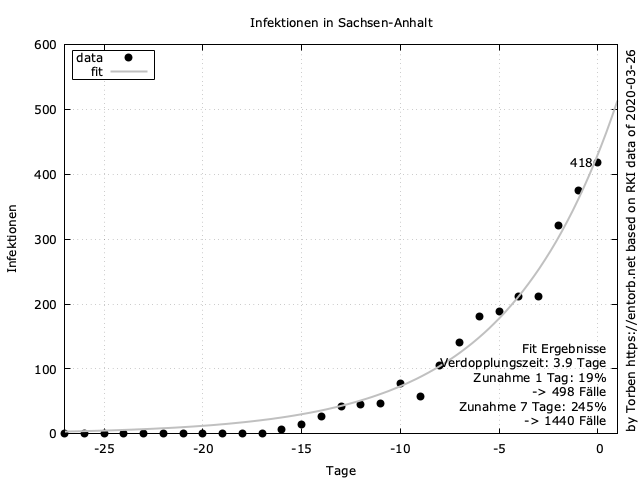 Infektionen in Sachsen-Anhalt
600
500
400
300
200
100
0
-25
-20
-15
-10
-5
0
Infektionen
Tage
data
fit
418
Fit Ergebnisse
Verdopplungszeit: 3.9 Tage
Zunahme 1 Tag: 19%
-> 498 Fälle
Zunahme 7 Tage: 245%
-> 1440 Fälle
by Torben https://entorb.net based on RKI data of 2020-03-26